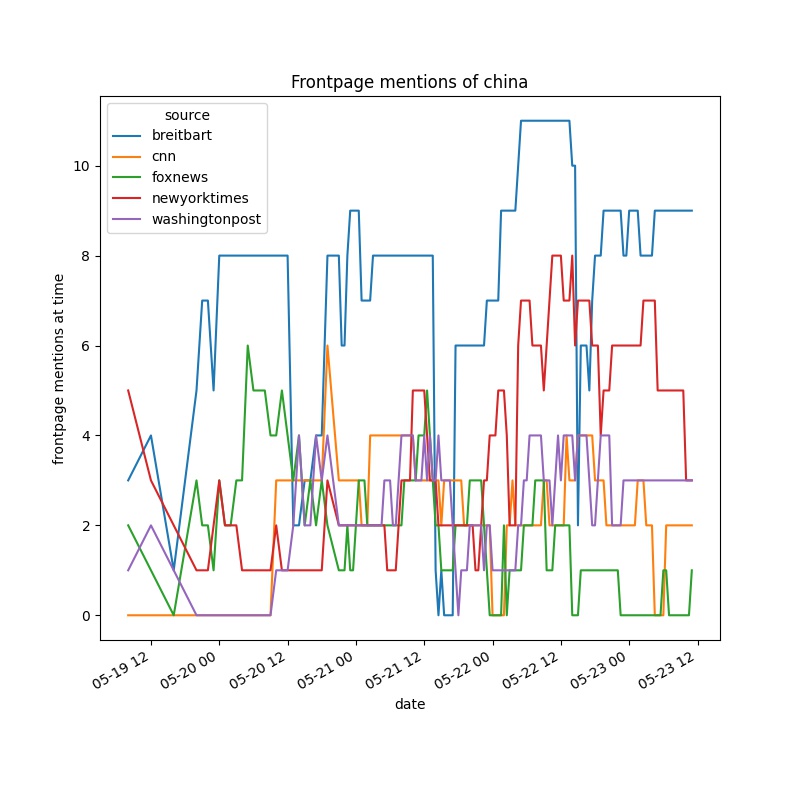 Frontpage mentions of china
source
breitbart
cnn
foxnews
newyorktimes
washingtonpost
frontpage mentions at time
10
8
6
4
2
0
05-19 12
05-20 00
05-20 12
05-21 00
05-21 12
05-22 00
05-22 12
05-23 00
05-23 12
date